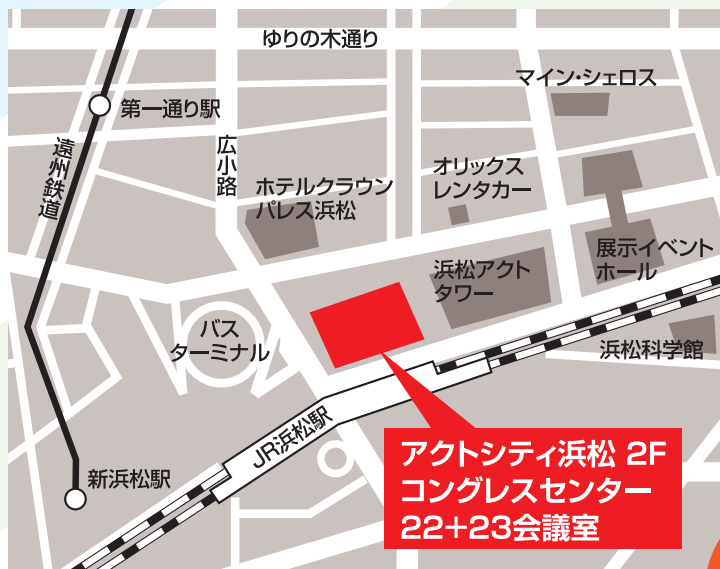 ゆりの木通り
マイン・シェロス
第一通り駅
遠州鉄道
広小路
オリックス
レンタカー
ホテルクラウン
パレス浜松
展示イベント
ホール
浜松アクト
タワー
バス
ターミナル
浜松科学館
JR浜松駅
新浜松駅
アクトシティ浜松 2F
コングレスセンター
22+23会議室